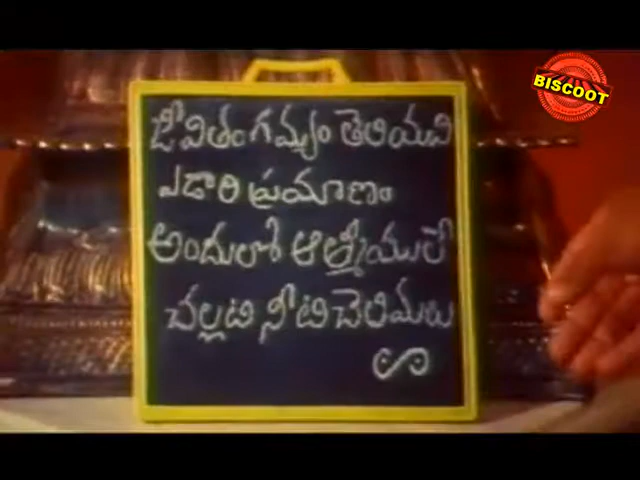 BISCOOT
జీవితం గమ్యం తెలియని
ఎడారి ప్రయాణం
అందులో ఆత్మీయులే
చల్లటి నీటి చెలిమలు